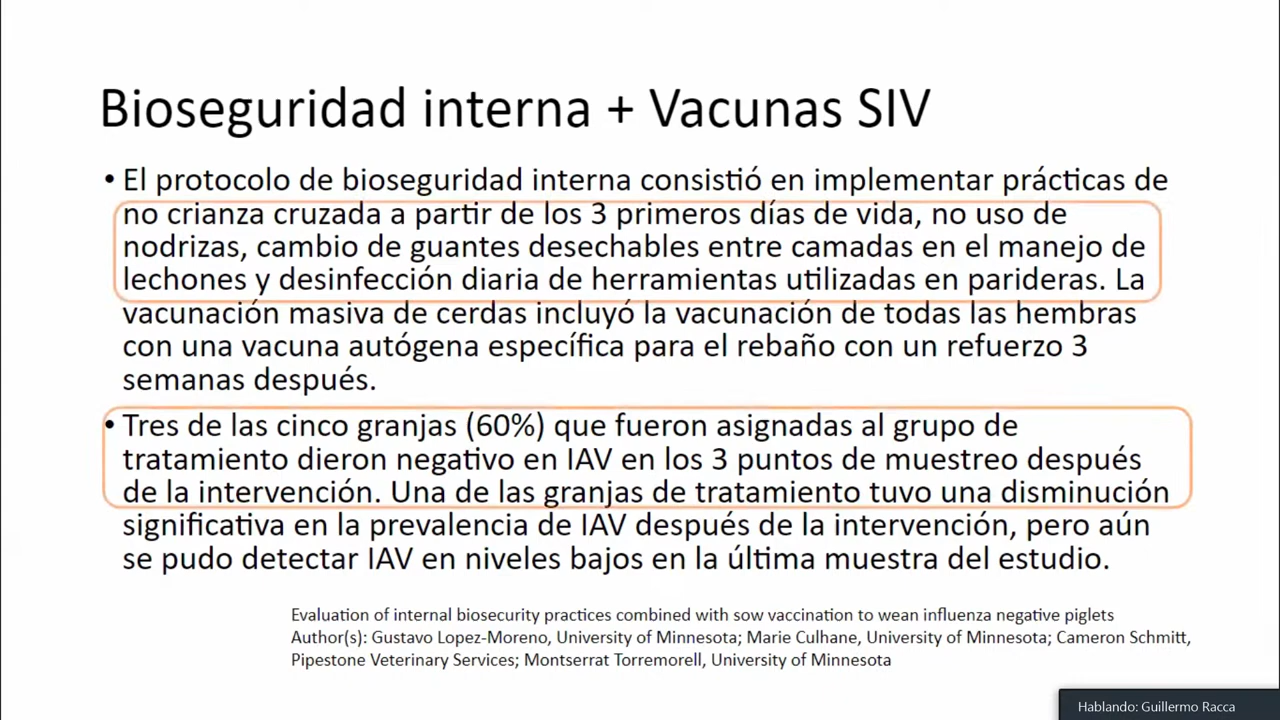 Bioseguridad interna + Vacunas SIV
• El protocolo de bioseguridad interna consistió en implementar prácticas de
no crianza cruzada a partir de los 3 primeros días de vida, no uso de
nodrizas, cambio de guantes desechables entre camadas en el manejo de
lechones y desinfección diaria de herramientas utilizadas en parideras. La
vacunación masiva de cerdas incluyó la vacunación de todas las hembras
con una vacuna autógena específica para el rebaño con un refuerzo 3
semanas después.
• Tres de las cinco granjas (60%) que fueron asignadas al grupo de
tratamiento dieron negativo en IAV en los 3 puntos de muestreo después
de la intervención. Una de las granjas de tratamiento tuvo una disminución
significativa en la prevalencia de IAV después de la intervención, pero aún
se pudo detectar IAV en niveles bajos en la última muestra del estudio.
Evaluation of internal biosecurity practices combined with sow vaccination to wean influenza negative piglets
Author(s): Gustavo Lopez-Moreno, University of Minnesota; Marie Culhane, University of Minnesota; Cameron Schmitt,
Pipestone Veterinary Services; Montserrat Torremorell, University of Minnesota
Hablando: Guillermo Racca